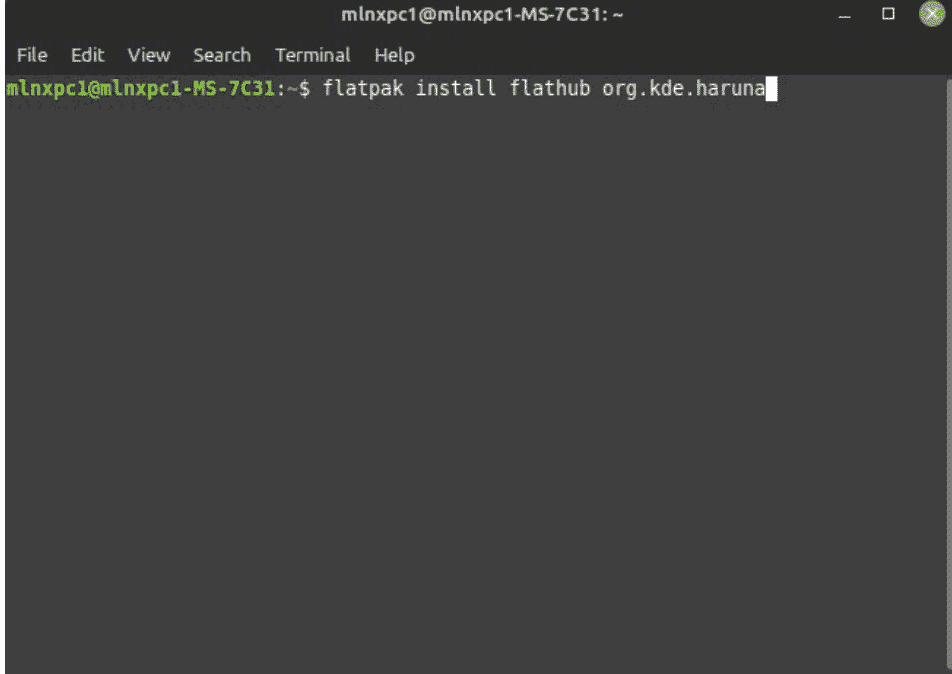 mlnxpc1@mlnxpc1-MS-7C31: ~
File Edit View Search Terminal Help
mlnxpc1@mlnxpc1-MS-7C31:~$ flatpak install flathub org.kde.haruna